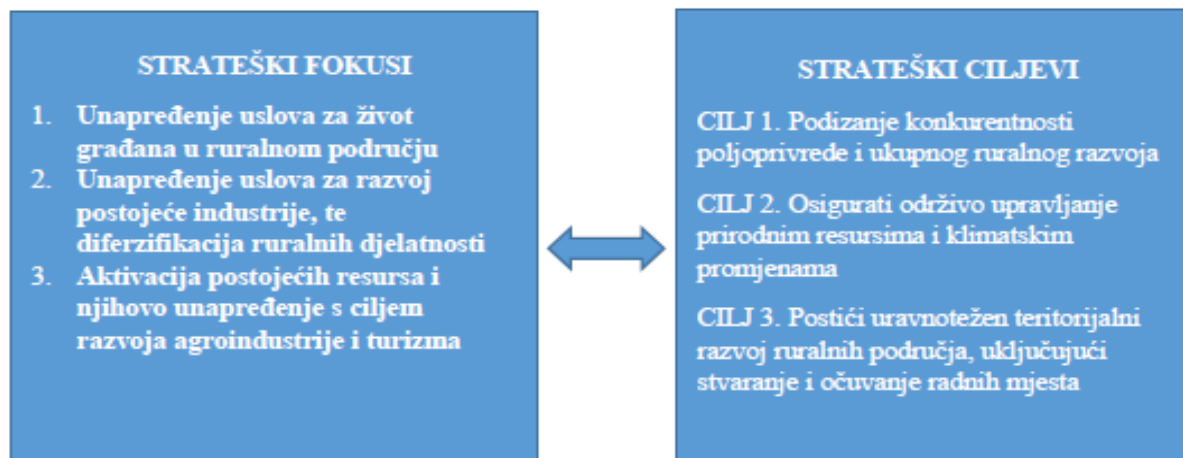 STRATEŠKI FOKUSI
1. Unapređenje uslova za život
građana u ruralnom području
2. Unapređenje uslova za razvoj
postojeće industrije, te
diferzifikacija ruralnih djelatnosti
3. Aktivacija postojećih resursa i
njihovo unapređenje s ciljem
razvoja agroindustrije i turizma
STRATEŠKI CILJEVI
CILJ 1. Podizanje konkurentnosti
poljoprivrede i ukupnog ruralnog razvoja
CILJ 2. Osigurati održivo upravljanje
prirodnim resursima i klimatskim
promjenama
CILJ 3. Postići uravnotežen teritorijalni
razvoj ruralnih područja, uključujući
stvaranje i očuvanje radnih mjesta